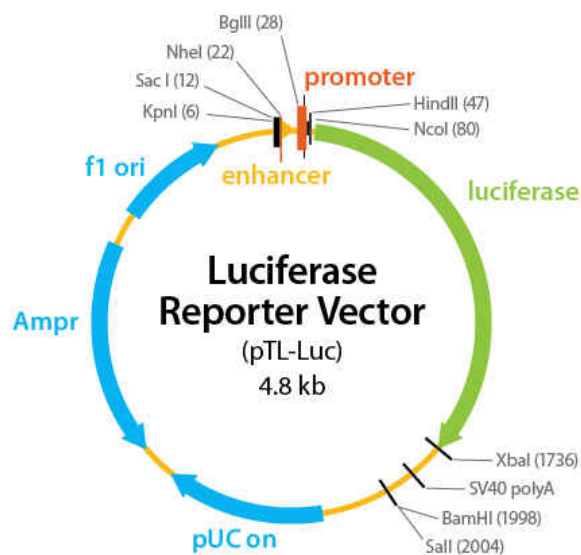 BglII (28)
NheI (22)
promoter
Sac I (12)
HindII (47)
KpnI (6)
NcoI (80)
f1 ori
enhancer
luciferase
Luciferase
Reporter Vector
(pTL-Luc)
4.8 kb
Ampr
XbaI (1736)
SV40 polyA
BamHI (1998)
SalI (2004)
pUC on